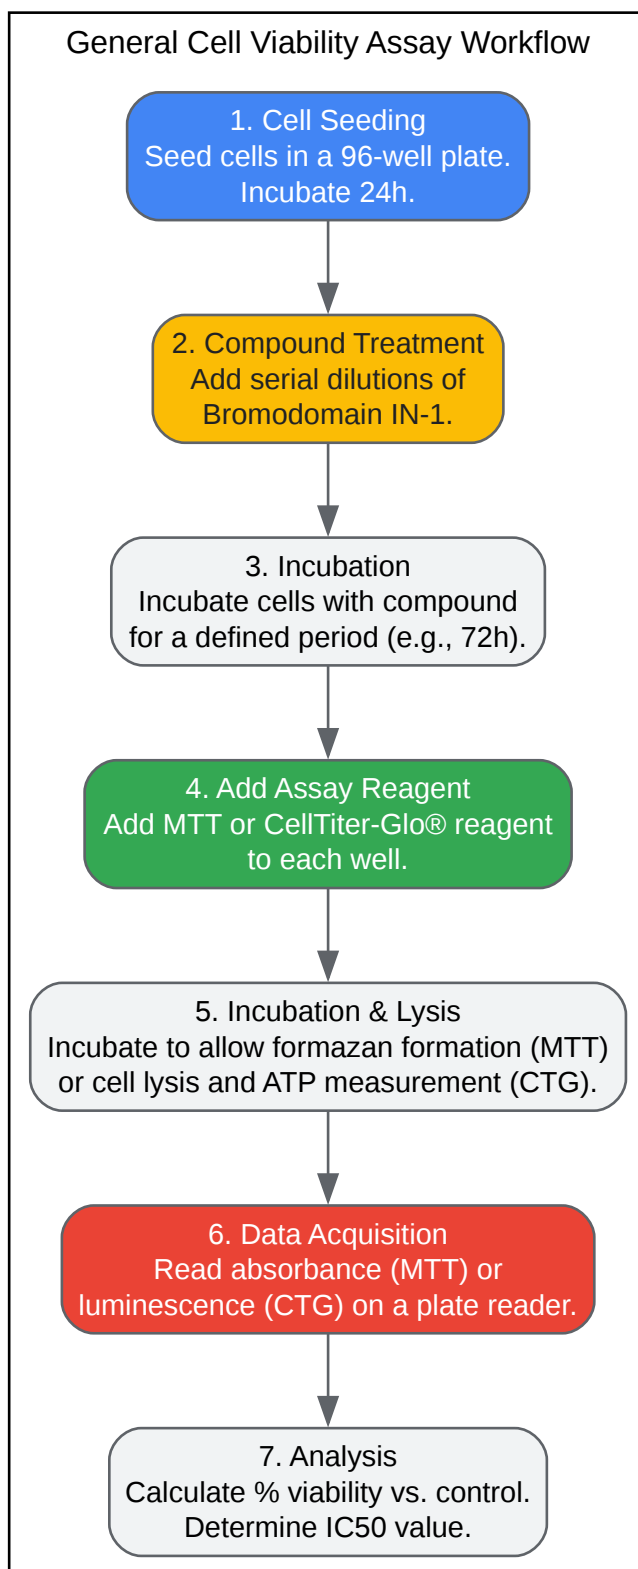 General Cell Viability Assay Workflow
1. Cell Seeding
Seed cells in a 96-well plate.
Incubate 24h.
2. Compound Treatment
Add serial dilutions of
Bromodomain IN-1.
3. Incubation
Incubate cells with compound
for a defined period (e.g., 72h).
4. Add Assay Reagent
Add MTT or CellTiter-Glo® reagent
to each well.
5. Incubation & Lysis
Incubate to allow formazan formation (MTT)
or cell lysis and ATP measurement (CTG).
6. Data Acquisition
Read absorbance (MTT) or
luminescence (CTG) on a plate reader.
7. Analysis
Calculate % viability vs. control.
Determine IC50 value.